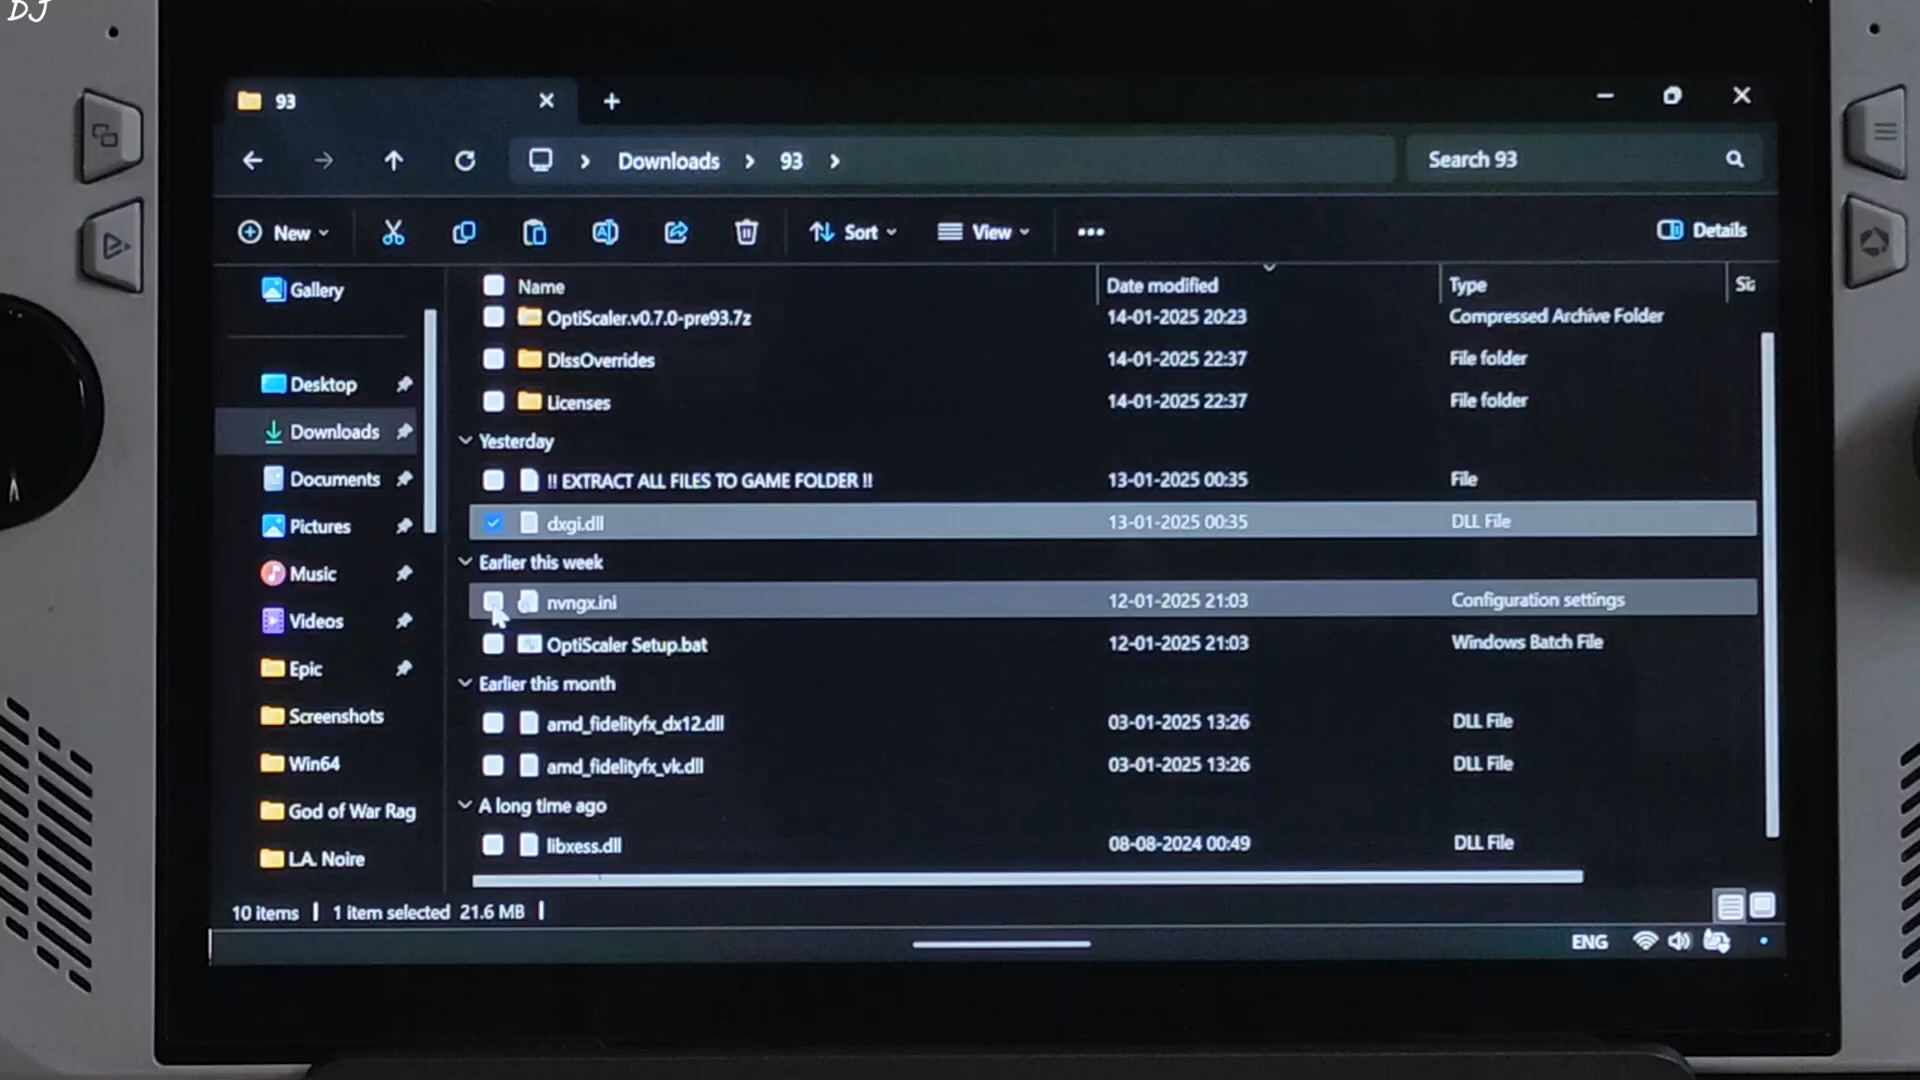 DJ
93
Downloads
93
Search 93
New
Sort
View
Details
Gallery
Desktop
Downloads
Documents
Pictures
Music
Videos
Epic
Screenshots
Win64
God of War Rag
L.A. Noire
Name Date modified Type
OptiScaler.v0.7.0-pre93.7z 14-01-2025 20:23 Compressed Archive Folder
DlssOverrides 14-01-2025 22:37 File folder
Licenses 14-01-2025 22:37 File folder
Yesterday
!! EXTRACT ALL FILES TO GAME FOLDER !! 13-01-2025 00:35 File
dxgi.dll 13-01-2025 00:35 DLL File
Earlier this week
nvngx.ini 12-01-2025 21:03 Configuration settings
OptiScaler Setup.bat 12-01-2025 21:03 Windows Batch File
Earlier this month
amd_fidelityfx_dx12.dll 03-01-2025 13:26 DLL File
amd_fidelityfx_vk.dll 03-01-2025 13:26 DLL File
A long time ago
libxess.dll 08-08-2024 00:49 DLL File
10 items 1 item selected 21.6 MB
ENG